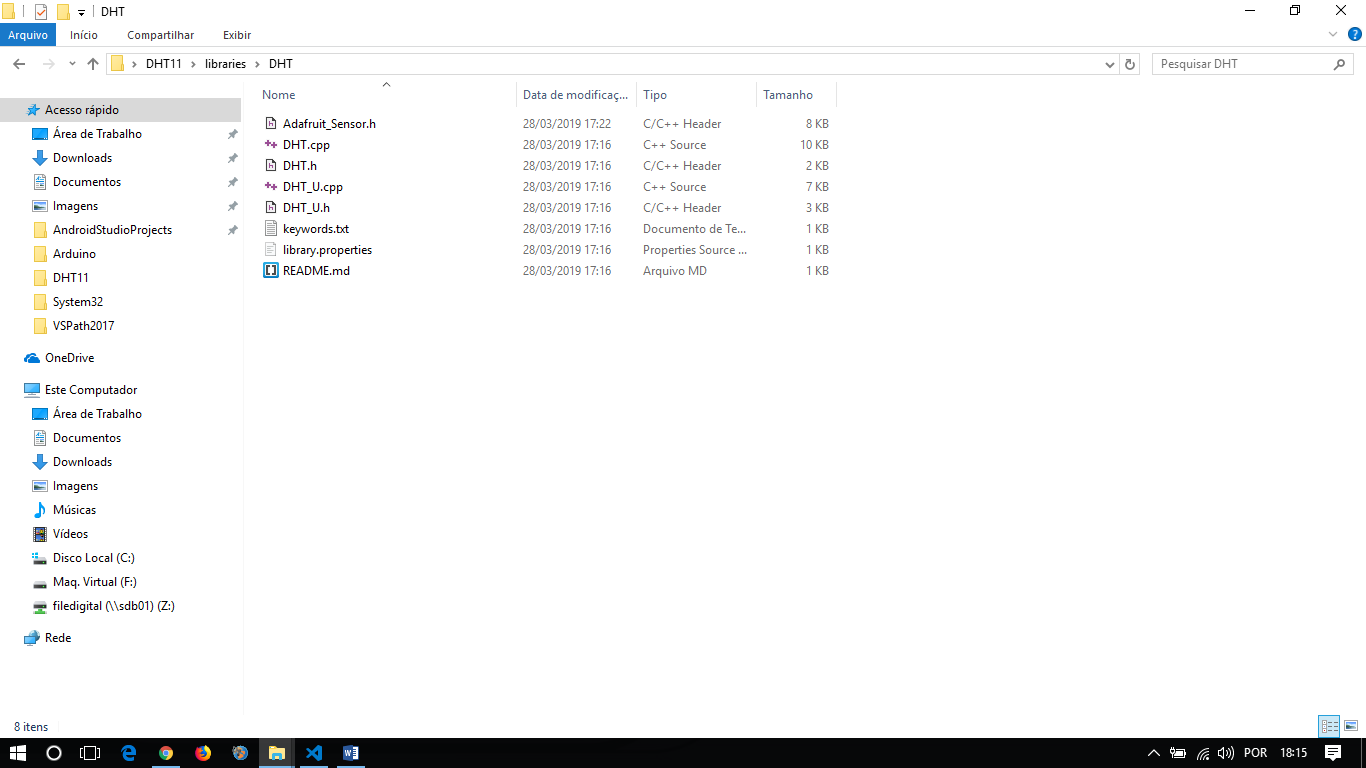 DHT
Arquivo Início Compartilhar Exibir
DHT11 libraries DHT
Pesquisar DHT
Nome Data de modificaç... Tipo Tamanho
Adafruit_Sensor.h 28/03/2019 17:22 C/C++ Header 8 KB
DHT.cpp 28/03/2019 17:16 C++ Source 10 KB
DHT.h 28/03/2019 17:16 C/C++ Header 2 KB
DHT_U.cpp 28/03/2019 17:16 C++ Source 7 KB
DHT_U.h 28/03/2019 17:16 C/C++ Header 3 KB
keywords.txt 28/03/2019 17:16 Documento de Te... 1 KB
library.properties 28/03/2019 17:16 Properties Source ... 1 KB
README.md 28/03/2019 17:16 Arquivo MD 1 KB
Acesso rápido
Área de Trabalho
Downloads
Documentos
Imagens
AndroidStudioProjects
Arduino
DHT11
System32
VSPath2017
OneDrive
Este Computador
Área de Trabalho
Documentos
Downloads
Imagens
Músicas
Vídeos
Disco Local (C:)
Maq. Virtual (F:)
filedigital (\\sdb01) (Z:)
Rede
8 itens
POR 18:15